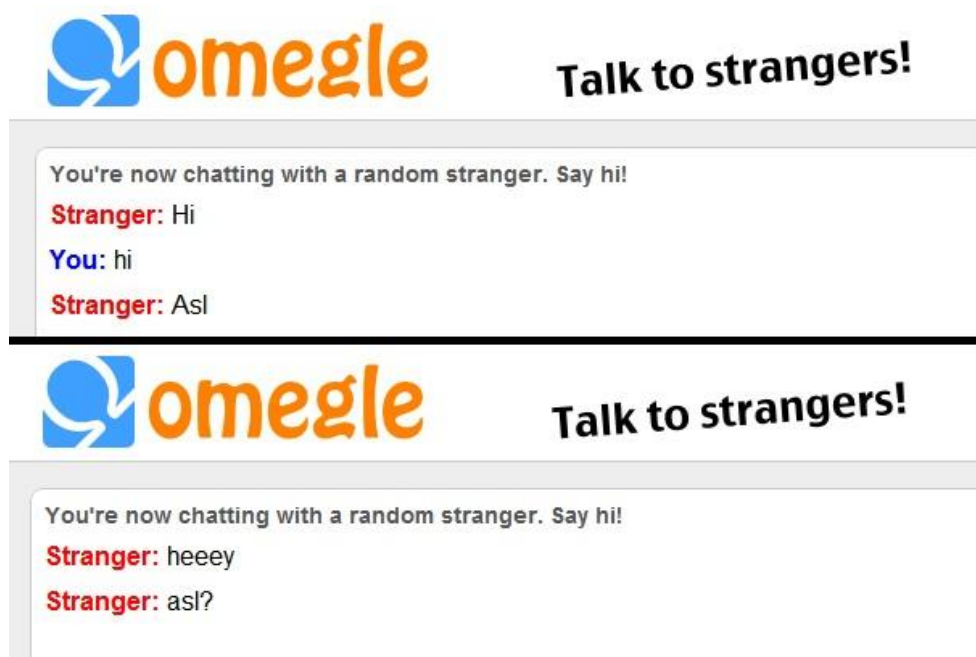 omegle Talk to strangers!
You're now chatting with a random stranger. Say hi!
Stranger: Hi
You: hi
Stranger: Asl
omegle Talk to strangers!
You're now chatting with a random stranger. Say hi!
Stranger: heeey
Stranger: asl?